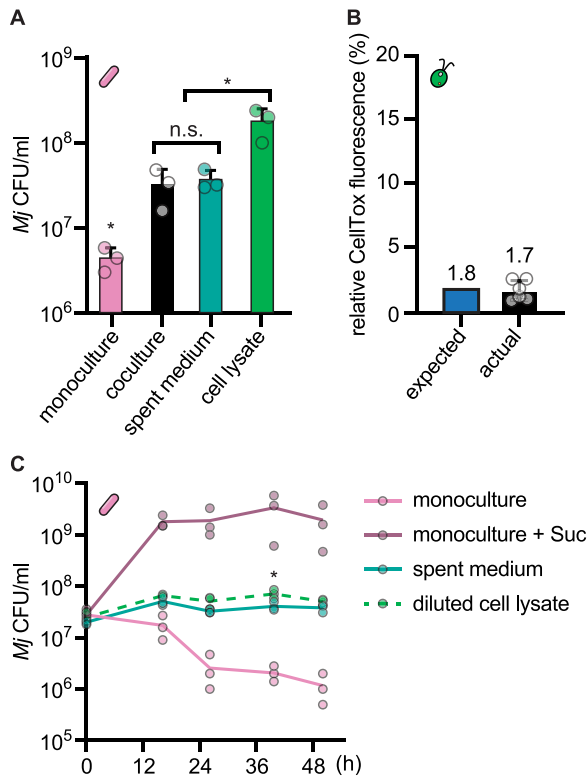 A
Mj CFU/ml
10⁹
10⁸
10⁷
10⁶
*
n.s.
*
monoculture
coculture
spent medium
cell lysate
B
relative CellTox fluorescence (%)
20
15
10
5
0
1.8
1.7
expected
actual
C
Mj CFU/ml
10¹⁰
10⁹
10⁸
10⁷
10⁶
10⁵
*
0 12 24 36 48 (h)
monoculture
monoculture + Suc
spent medium
diluted cell lysate